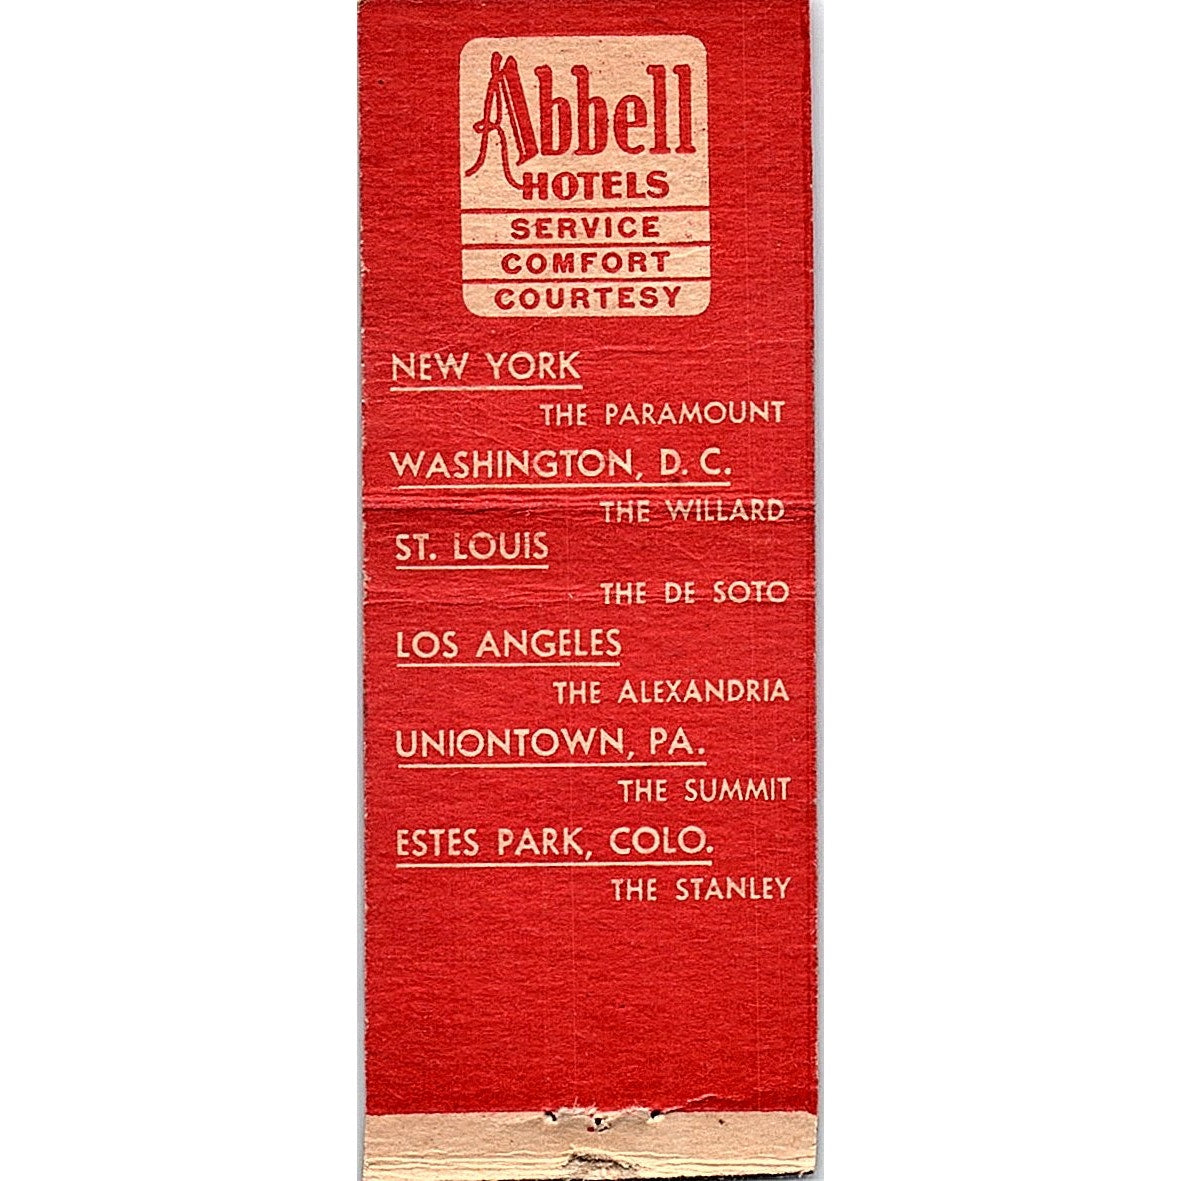 Abbell
HOTELS
SERVICE
COMFORT
COURTESY
NEW YORK
THE PARAMOUNT
WASHINGTON, D. C.
THE WILLARD
ST. LOUIS
THE DE SOTO
LOS ANGELES
THE ALEXANDRIA
UNIONTOWN, PA.
THE SUMMIT
ESTES PARK, COLO.
THE STANLEY